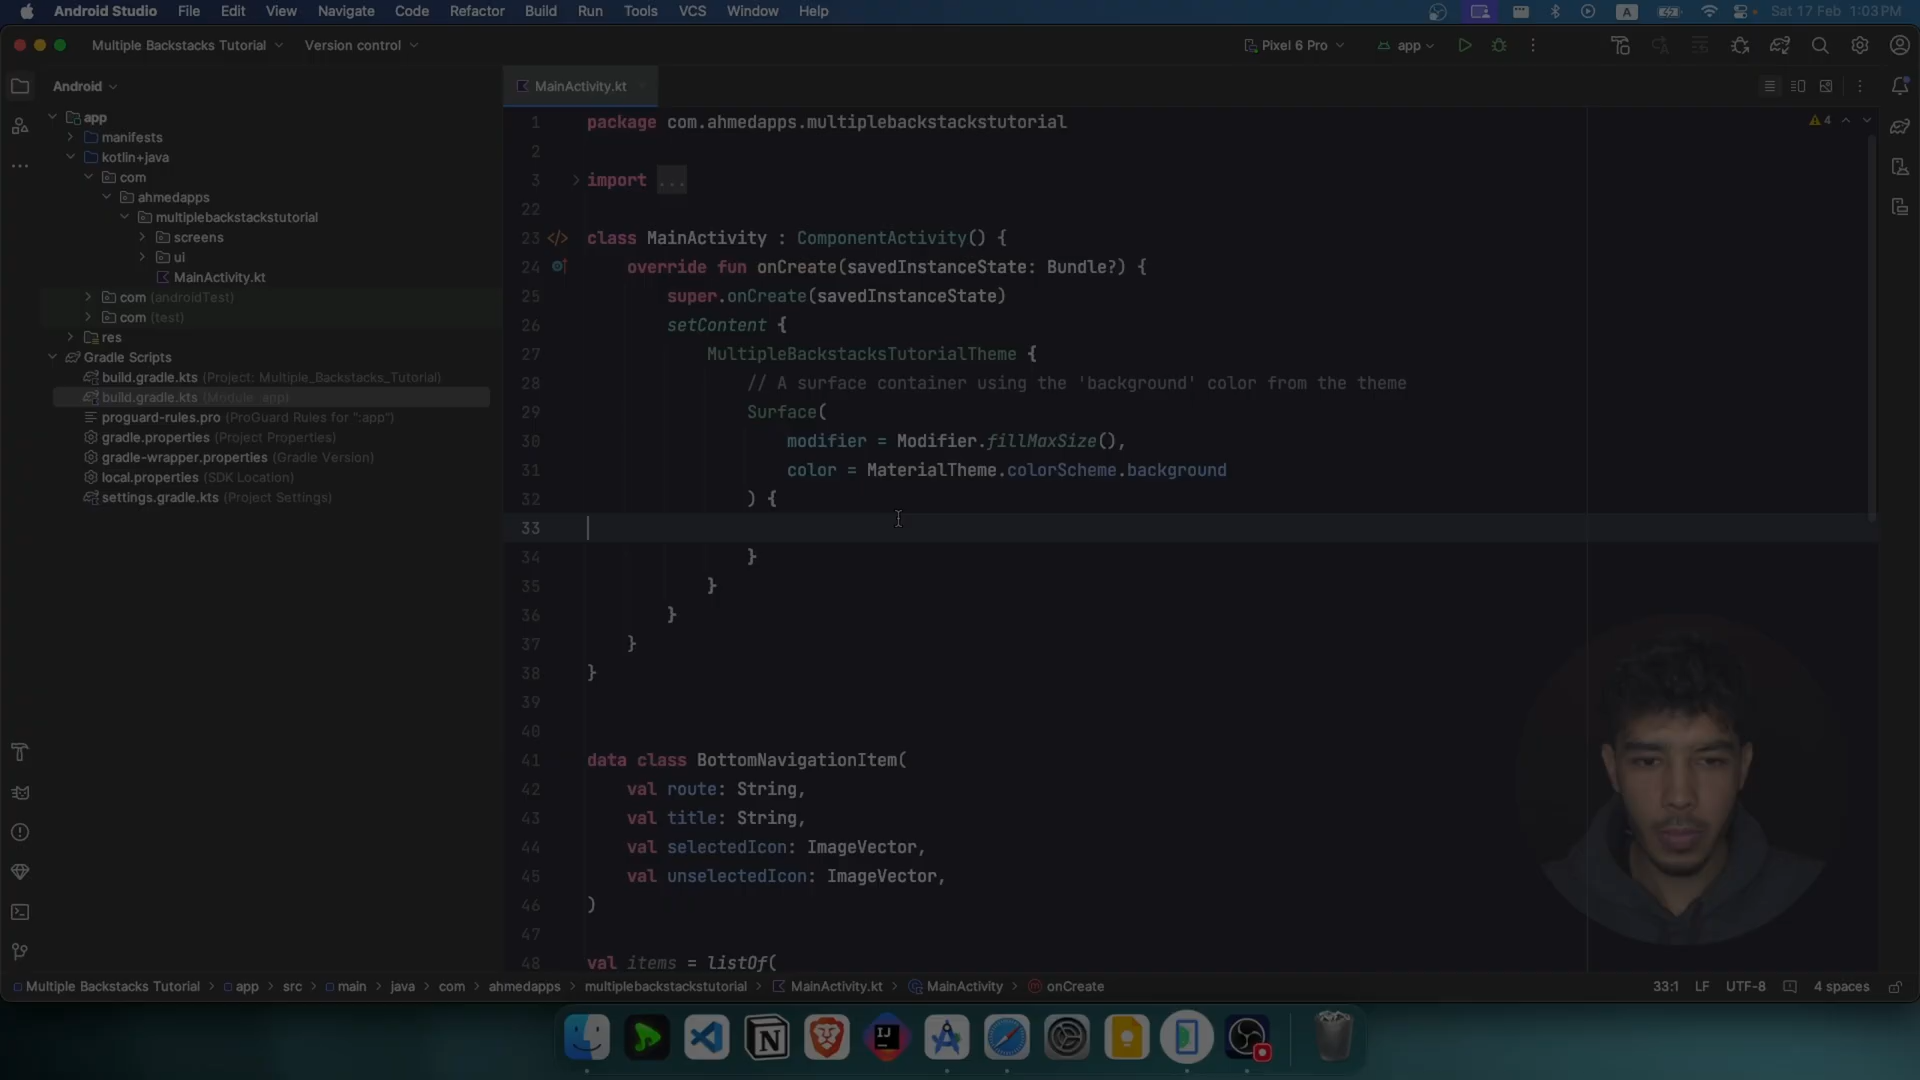 Android Studio File Edit View Navigate Code Refactor Build Run Tools VCS Window Help
A
Sat 17 Feb 1:03 PM
Multiple Backstacks Tutorial Version control
Pixel 6 Pro app
Android
MainActivity.kt
app
manifests
kotlin+java
com
ahmedapps
multiplebackstackstutorial
screens
ui
MainActivity.kt
com (androidTest)
com (test)
res
Gradle Scripts
build.gradle.kts (Project: Multiple_Backstacks_Tutorial)
build.gradle.kts (Module :app)
proguard-rules.pro (ProGuard Rules for ":app")
gradle.properties (Project Properties)
gradle-wrapper.properties (Gradle Version)
local.properties (SDK Location)
settings.gradle.kts (Project Settings)
4
1 package com.ahmedapps.multiplebackstackstutorial
2
3 import ...
22
23 class MainActivity : ComponentActivity() {
24 override fun onCreate(savedInstanceState: Bundle?) {
25 super.onCreate(savedInstanceState)
26 setContent {
27 MultipleBackstacksTutorialTheme {
28 // A surface container using the 'background' color from the theme
29 Surface(
30 modifier = Modifier.fillMaxSize(),
31 color = MaterialTheme.colorScheme.background
32 ) {
33
34 }
35 }
36 }
37 }
38 }
39
40
41 data class BottomNavigationItem(
42 val route: String,
43 val title: String,
44 val selectedIcon: ImageVector,
45 val unselectedIcon: ImageVector,
46 )
47
48 val items = listOf(
Multiple Backstacks Tutorial > app > src > main > java > com > ahmedapps > multiplebackstackstutorial > MainActivity.kt > MainActivity > onCreate
33:1 LF UTF-8 4 spaces
N
IJ